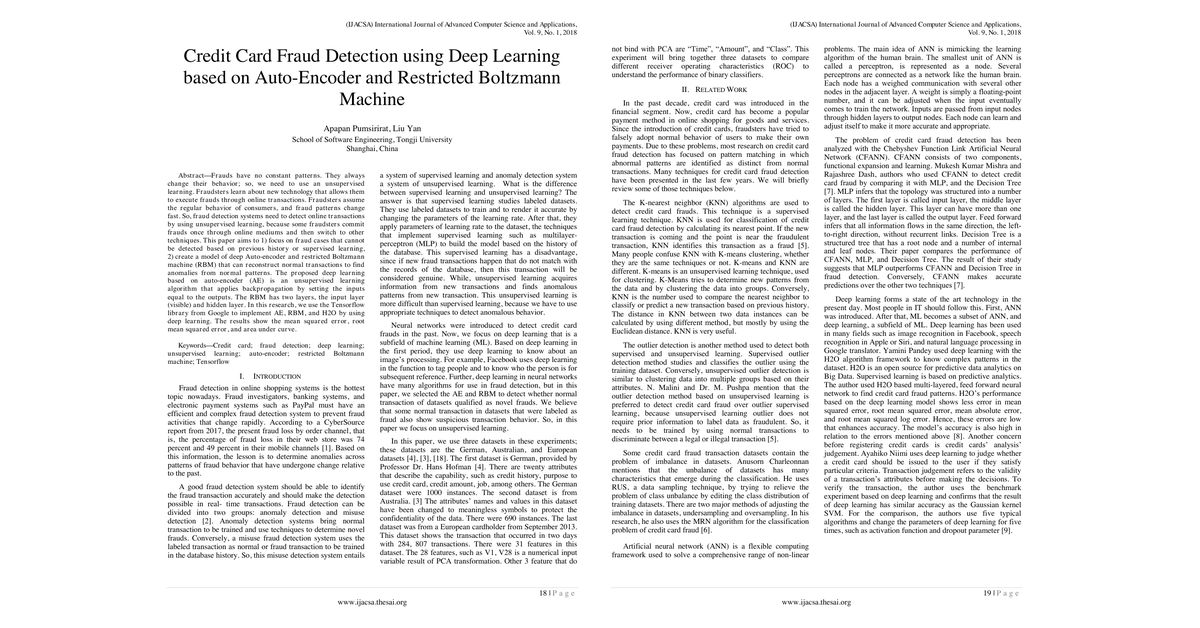 (IJACSA) International Journal of Advanced Computer Science and Applications,
Vol. 9, No. 1, 2018
Credit Card Fraud Detection using Deep Learning
based on Auto-Encoder and Restricted Boltzmann
Machine
Apapan Pumsirirat, Liu Yan
School of Software Engineering, Tongji University
Shanghai, China
Abstract—Frauds have no constant patterns. They always
change their behavior; so, we need to use an unsupervised
learning. Fraudsters learn about new technology that allows them
to execute frauds through online transactions. Fraudsters assume
the regular behavior of consumers, and fraud patterns change
fast. So, fraud detection systems need to detect online transactions
by using unsupervised learning, because some fraudsters commit
frauds once through online mediums and then switch to other
techniques. This paper aims to 1) focus on fraud cases that cannot
be detected based on previous history or supervised learning,
2) create a model of deep Auto-encoder and restricted Boltzmann
machine (RBM) that can reconstruct normal transactions to find
anomalies from normal patterns. The proposed deep learning
based on auto-encoder (AE) is an unsupervised learning
algorithm that applies backpropagation by setting the inputs
equal to the outputs. The RBM has two layers, the input layer
(visible) and hidden layer. In this research, we use the Tensorflow
library from Google to implement AE, RBM, and H2O by using
deep learning. The results show the mean squared error, root
mean squared error, and area under curve.
Keywords—Credit card; fraud detection; deep learning;
unsupervised learning; auto-encoder; restricted Boltzmann
machine; Tensorflow
I. INTRODUCTION
Fraud detection in online shopping systems is the hottest
topic nowadays. Fraud investigators, banking systems, and
electronic payment systems such as PayPal must have an
efficient and complex fraud detection system to prevent fraud
activities that change rapidly. According to a CyberSource
report from 2017, the present fraud loss by order channel, that
is, the percentage of fraud loss in their web store was 74
percent and 49 percent in their mobile channels [1]. Based on
this information, the lesson is to determine anomalies across
patterns of fraud behavior that have undergone change relative
to the past.
A good fraud detection system should be able to identify
the fraud transaction accurately and should make the detection
possible in real- time transactions. Fraud detection can be
divided into two groups: anomaly detection and misuse
detection [2]. Anomaly detection systems bring normal
transaction to be trained and use techniques to determine novel
frauds. Conversely, a misuse fraud detection system uses the
labeled transaction as normal or fraud transaction to be trained
in the database history. So, this misuse detection system entails
a system of supervised learning and anomaly detection system
a system of unsupervised learning. What is the difference
between supervised learning and unsupervised learning? The
answer is that supervised learning studies labeled datasets.
They use labeled datasets to train and to render it accurate by
changing the parameters of the learning rate. After that, they
apply parameters of learning rate to the dataset, the techniques
that implement supervised learning such as multilayer-
perceptron (MLP) to build the model based on the history of
the database. This supervised learning has a disadvantage,
since if new fraud transactions happen that do not match with
the records of the database, then this transaction will be
considered genuine. While, unsupervised learning acquires
information from new transactions and finds anomalous
patterns from new transaction. This unsupervised learning is
more difficult than supervised learning, because we have to use
appropriate techniques to detect anomalous behavior.
Neural networks were introduced to detect credit card
frauds in the past. Now, we focus on deep learning that is a
subfield of machine learning (ML). Based on deep learning in
the first period, they use deep learning to know about an
image's processing. For example, Facebook uses deep learning
in the function to tag people and to know who the person is for
subsequent reference. Further, deep learning in neural networks
have many algorithms for use in fraud detection, but in this
paper, we selected the AE and RBM to detect whether normal
transaction of datasets qualified as novel frauds. We believe
that some normal transaction in datasets that were labeled as
fraud also show suspicious transaction behavior. So, in this
paper we focus on unsupervised learning.
In this paper, we use three datasets in these experiments;
these datasets are the German, Australian, and European
datasets [4], [3], [18]. The first dataset is German, provided by
Professor Dr. Hans Hofman [4]. There are twenty attributes
that describe the capability, such as credit history, purpose to
use credit card, credit amount, job, among others. The German
dataset were 1000 instances. The second dataset is from
Australia. [3] The attributes' names and values in this dataset
have been changed to meaningless symbols to protect the
confidentiality of the data. There were 690 instances. The last
dataset was from a European cardholder from September 2013.
This dataset shows the transaction that occurred in two days
with 284, 807 transactions. There were 31 features in this
dataset. The 28 features, such as V1, V28 is a numerical input
variable result of PCA transformation. Other 3 feature that do
18 | P a g e
www.ijacsa.thesai.org
(IJACSA) International Journal of Advanced Computer Science and Applications,
Vol. 9, No. 1, 2018
not bind with PCA are "Time", "Amount", and "Class". This
experiment will bring together three datasets to compare
different receiver operating characteristics (ROC) to
understand the performance of binary classifiers.
II. RELATED WORK
In the past decade, credit card was introduced in the
financial segment. Now, credit card has become a popular
payment method in online shopping for goods and services.
Since the introduction of credit cards, fraudsters have tried to
falsely adopt normal behavior of users to make their own
payments. Due to these problems, most research on credit card
fraud detection has focused on pattern matching in which
abnormal patterns are identified as distinct from normal
transactions. Many techniques for credit card fraud detection
have been presented in the last few years. We will briefly
review some of those techniques below.
The K-nearest neighbor (KNN) algorithms are used to
detect credit card frauds. This technique is a supervised
learning technique. KNN is used for classification of credit
card fraud detection by calculating its nearest point. If the new
transaction is coming and the point is near the fraudulent
transaction, KNN identifies this transaction as a fraud [5].
Many people confuse KNN with K-means clustering, whether
they are the same techniques or not. K-means and KNN are
different. K-means is an unsupervised learning technique, used
for clustering. K-Means tries to determine new patterns from
the data and by clustering the data into groups. Conversely,
KNN is the number used to compare the nearest neighbor to
classify or predict a new transaction based on previous history.
The distance in KNN between two data instances can be
calculated by using different method, but mostly by using the
Euclidean distance. KNN is very useful.
The outlier detection is another method used to detect both
supervised and unsupervised learning. Supervised outlier
detection method studies and classifies the outlier using the
training dataset. Conversely, unsupervised outlier detection is
similar to clustering data into multiple groups based on their
attributes. N. Malini and Dr. M. Pushpa mention that the
outlier detection method based on unsupervised learning is
preferred to detect credit card fraud over outlier supervised
learning, because unsupervised learning outlier does not
require prior information to label data as fraudulent. So, it
needs to be trained by using normal transactions to
discriminate between a legal or illegal transaction [5].
Some credit card fraud transaction datasets contain the
problem of imbalance in datasets. Anusorn Charleonnan
mentions that the unbalance of datasets has many
characteristics that emerge during the classification. He uses
RUS, a data sampling technique, by trying to relieve the
problem of class unbalance by editing the class distribution of
training datasets. There are two major methods of adjusting the
imbalance in datasets, undersampling and oversampling. In his
research, he also uses the MRN algorithm for the classification
problem of credit card fraud [6].
Artificial neural network (ANN) is a flexible computing
framework used to solve a comprehensive range of non-linear
problems. The main idea of ANN is mimicking the learning
algorithm of the human brain. The smallest unit of ANN is
called a perceptron, is represented as a node. Several
perceptrons are connected as a network like the human brain.
Each node has a weighed communication with several other
nodes in the adjacent layer. A weight is simply a floating-point
number, and it can be adjusted when the input eventually
comes to train the network. Inputs are passed from input nodes
through hidden layers to output nodes. Each node can learn and
adjust itself to make it more accurate and appropriate.
The problem of credit card fraud detection has been
analyzed with the Chebyshev Function Link Artificial Neural
Network (CFANN). CFANN consists of two components,
functional expansion and learning. Mukesh Kumar Mishra and
Rajashree Dash, authors who used CFANN to detect credit
card fraud by comparing it with MLP, and the Decision Tree
[7]. MLP infers that the topology was structured into a number
of layers. The first layer is called input layer, the middle layer
is called the hidden layer. This layer can have more than one
layer, and the last layer is called the output layer. Feed forward
infers that all information flows in the same direction, the left-
to-right direction, without recurrent links. Decision Tree is a
structured tree that has a root node and a number of internal
and leaf nodes. Their paper compares the performance of
CFANN, MLP, and Decision Tree. The result of their study
suggests that MLP outperforms CFANN and Decision Tree in
fraud detection. Conversely, CFANN makes accurate
predictions over the other two techniques [7].
Deep learning forms a state of the art technology in the
present day. Most people in IT should follow this. First, ANN
was introduced. After that, ML becomes a subset of ANN, and
deep learning, a subfield of ML. Deep learning has been used
in many fields such as image recognition in Facebook, speech
recognition in Apple or Siri, and natural language processing in
Google translator. Yamini Pandey used deep learning with the
H2O algorithm framework to know complex patterns in the
dataset. H2O is an open source for predictive data analytics on
Big Data. Supervised learning is based on predictive analytics.
The author used H2O based multi-layered, feed forward neural
network to find credit card fraud patterns. H2O's performance
based on the deep learning model shows less error in mean
squared error, root mean squared error, mean absolute error,
and root mean squared log error. Hence, these errors are low
that enhances accuracy. The model's accuracy is also high in
relation to the errors mentioned above [8]. Another concern
before registering credit cards is credit cards' analysis'
judgement. Ayahiko Niimi uses deep learning to judge whether
a credit card should be issued to the user if they satisfy
particular criteria. Transaction judgement refers to the validity
of a transaction's attributes before making the decisions. To
verify the transaction, the author uses the benchmark
experiment based on deep learning and confirms that the result
of deep learning has similar accuracy as the Gaussian kernel
SVM. For the comparison, the authors use five typical
algorithms and change the parameters of deep learning for five
times, such as activation function and dropout parameter [9].
19 | P a g e
www.ijacsa.thesai.org